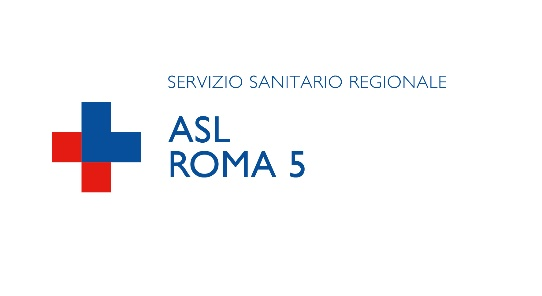 SERVIZIO SANITARIO REGIONALE
ASL
ROMA 5